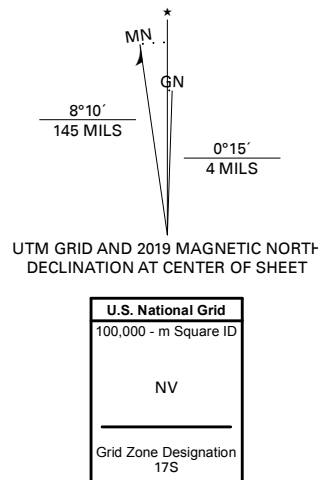 ★
MN
GN
8°10´
145 MILS
0°15´
4 MILS
UTM GRID AND 2019 MAGNETIC NORTH
DECLINATION AT CENTER OF SHEET
U.S. National Grid
100,000 - m Square ID
NV
Grid Zone Designation
17S